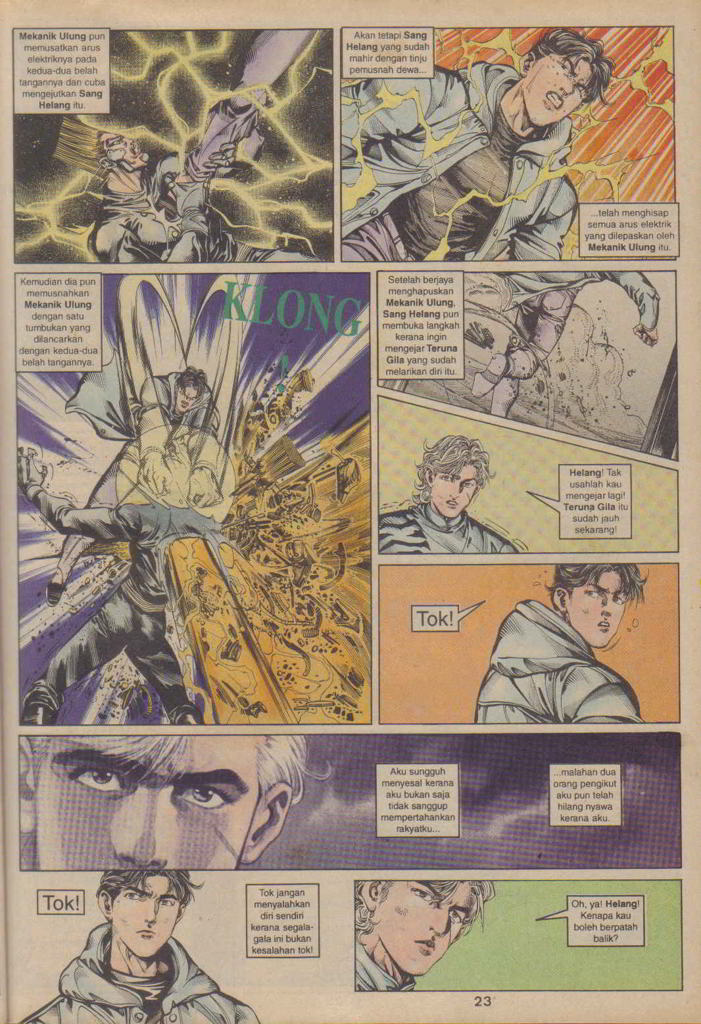 Mekanik Ulung pun
memusatkan arus
elektriknya pada
kedua-dua belah
tangannya dan cuba
mengejutkan Sang
Helang itu.
Akan tetapi Sang
Helang yang sudah
mahir dengan tinju
pemusnah dewa...
...telah menghisap
semua arus elektrik
yang dilepaskan oleh
Mekanik Ulung itu.
Kemudian dia pun
memusnahkan
Mekanik Ulung
dengan satu
tumbukan yang
dilancarkan
dengan kedua-dua
belah tangannya.
KLONG
!
Setelah berjaya
menghapuskan
Mekanik Ulung,
Sang Helang pun
membuka langkah
kerana ingin
mengejar Teruna
Gila yang sudah
melarikan diri itu.
Helang! Tak
usahlah kau
mengejar lagi!
Teruna Gila itu
sudah jauh
sekarang!
Tok!
Aku sungguh
menyesal kerana
aku bukan saja
tidak sanggup
mempertahankan
rakyatku...
...malahan dua
orang pengikut
aku pun telah
hilang nyawa
kerana aku.
Tok!
Tok jangan
menyalahkan
diri sendiri
kerana segala-
gala ini bukan
kesalahan tok!
Oh, ya! Helang!
Kenapa kau
boleh berpatah
balik?
23